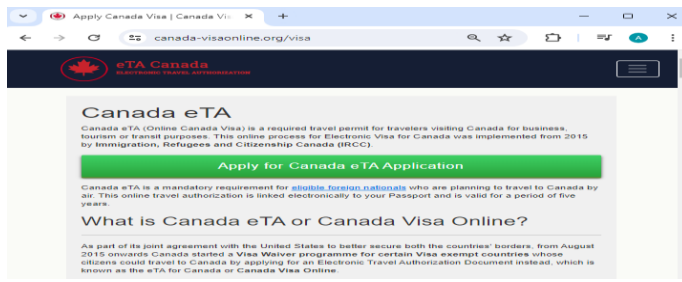 Apply Canada Visa | Canada Vi
canada-visaonline.org/visa
A
eTA Canada
ELECTRONIC TRAVEL AUTHORIZATION
Canada eTA
Canada eTA (Online Canada Visa) is a required travel permit for travelers visiting Canada for business,
tourism or transit purposes. This online process for Electronic Visa for Canada was implemented from 2015
by Immigration, Refugees and Citizenship Canada (IRCC).
Apply for Canada eTA Application
Canada eTA is a mandatory requirement for eligible foreign nationals who are planning to travel to Canada by
air. This online travel authorization is linked electronically to your Passport and is valid for a period of five
years.
What is Canada eTA or Canada Visa Online?
As part of its joint agreement with the United States to better secure both the countries' borders, from August
2015 onwards Canada started a Visa Waiver programme for certain Visa exempt countries whose
citizens could travel to Canada by applying for an Electronic Travel Authorization Document instead, which is
known as the eTA for Canada or Canada Visa Online.